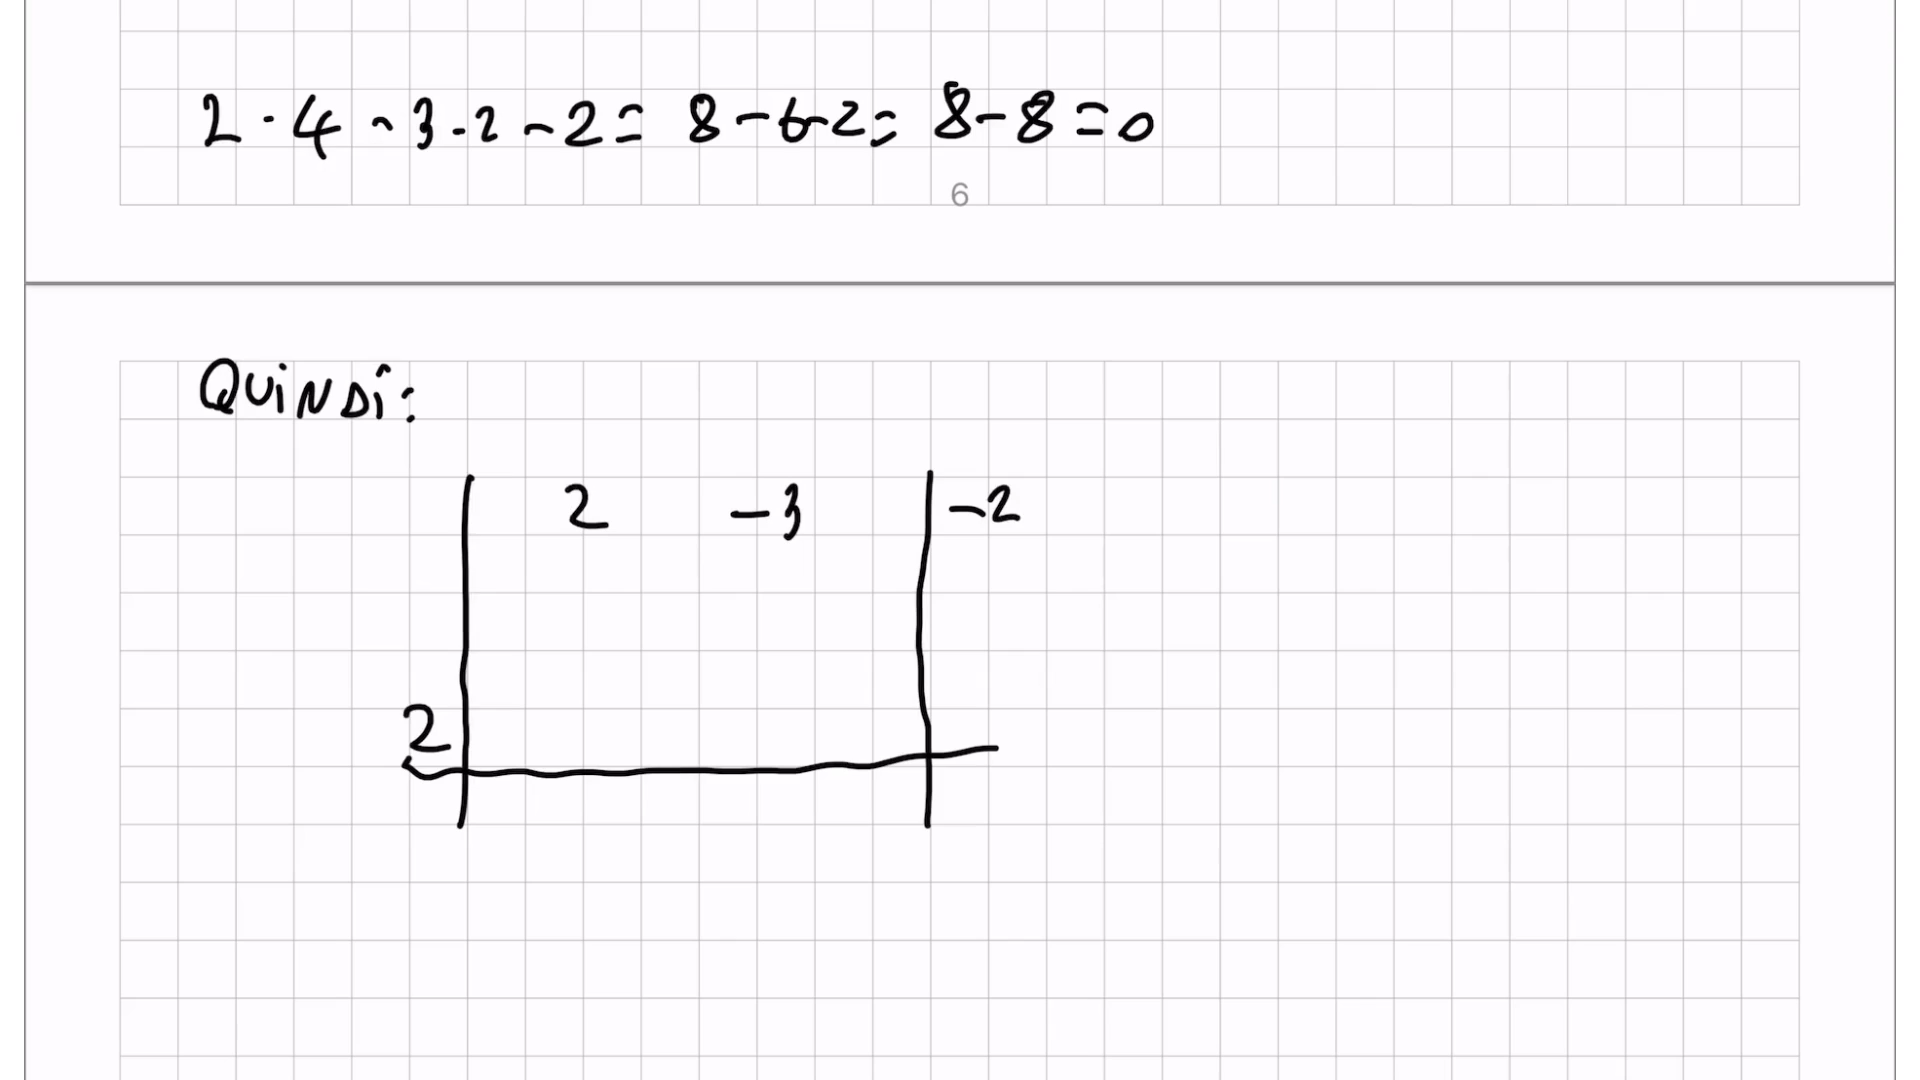 2 · 4 - 3 · 2 - 2 = 8 - 6 - 2 = 8 - 8 = 0
6
QUINDI:
2 -3 -2
2